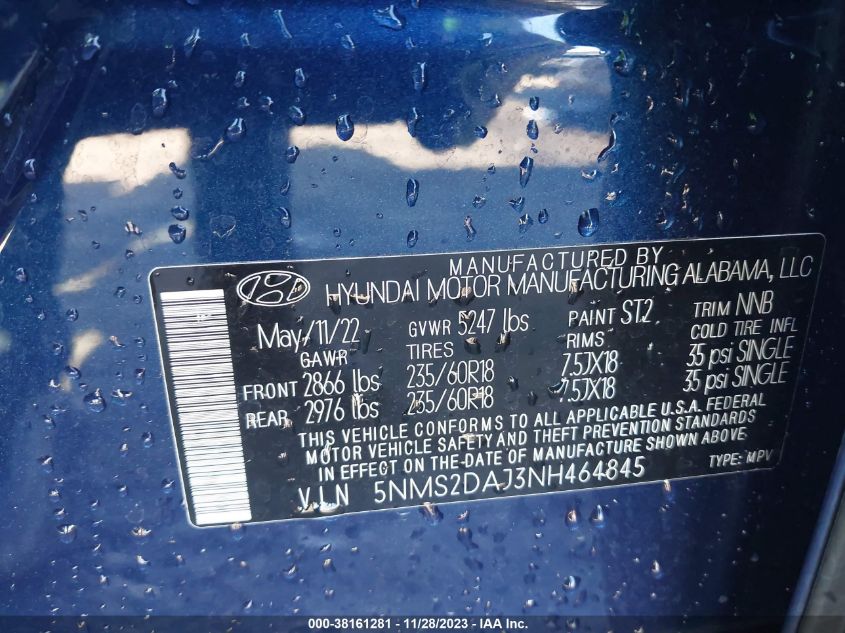 MANUFACTURED BY
HYUNDAI MOTOR MANUFACTURING ALABAMA, LLC
May/11/22 GVWR 5247 lbs PAINT ST2 TRIM NNB
GAWR TIRES RIMS COLD TIRE INFL
FRONT 2866 lbs 235/60R18 7.5JX18 35 psi SINGLE
REAR 2976 lbs 235/60R18 7.5JX18 35 psi SINGLE
THIS VEHICLE CONFORMS TO ALL APPLICABLE U.S.A. FEDERAL
MOTOR VEHICLE SAFETY AND THEFT PREVENTION STANDARDS
IN EFFECT ON THE DATE OF MANUFACTURE SHOWN ABOVE
V.I.N 5NMS2DAJ3NH464845 TYPE: MPV
000-38161281 - 11/28/2023 - IAA Inc.